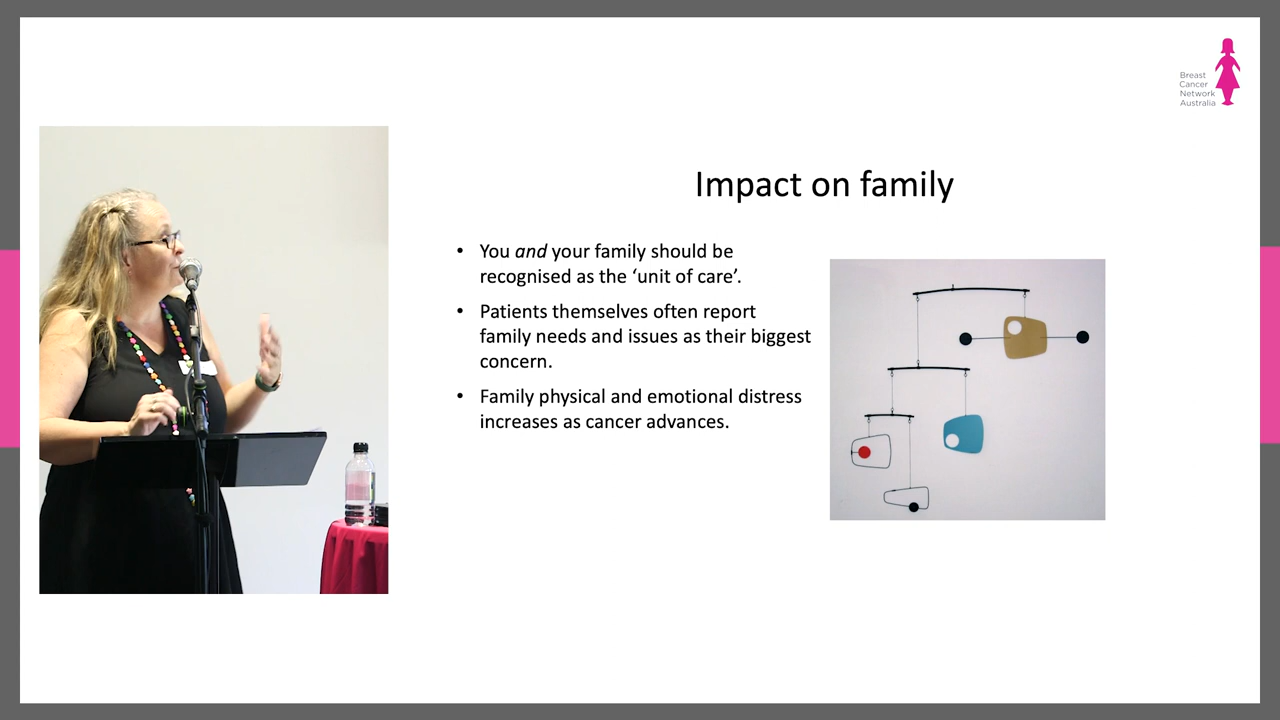 Breast
Cancer
Network
Australia
Impact on family
• You and your family should be
recognised as the ‘unit of care’.
• Patients themselves often report
family needs and issues as their biggest
concern.
• Family physical and emotional distress
increases as cancer advances.